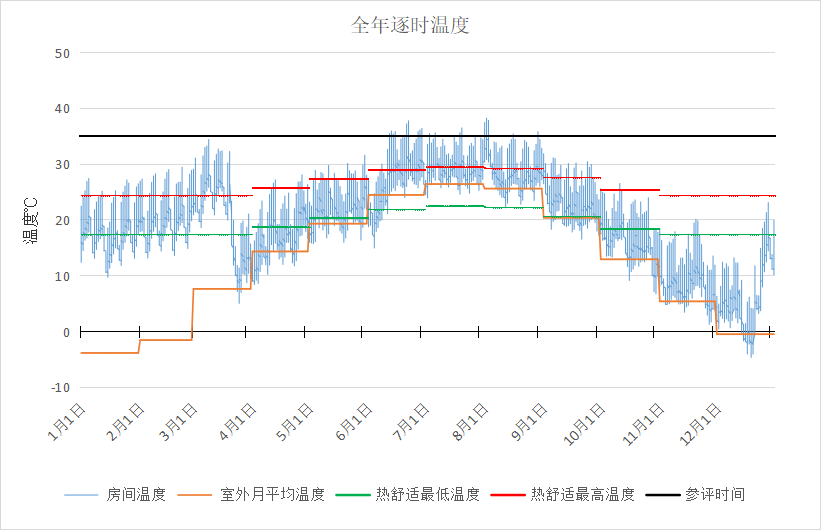 全年逐时温度
50
40
30
20
10
0
-10
温度℃
1月1日
2月1日
3月1日
4月1日
5月1日
6月1日
7月1日
8月1日
9月1日
10月1日
11月1日
12月1日
房间温度 室外月平均温度 热舒适最低温度 热舒适最高温度 参评时间